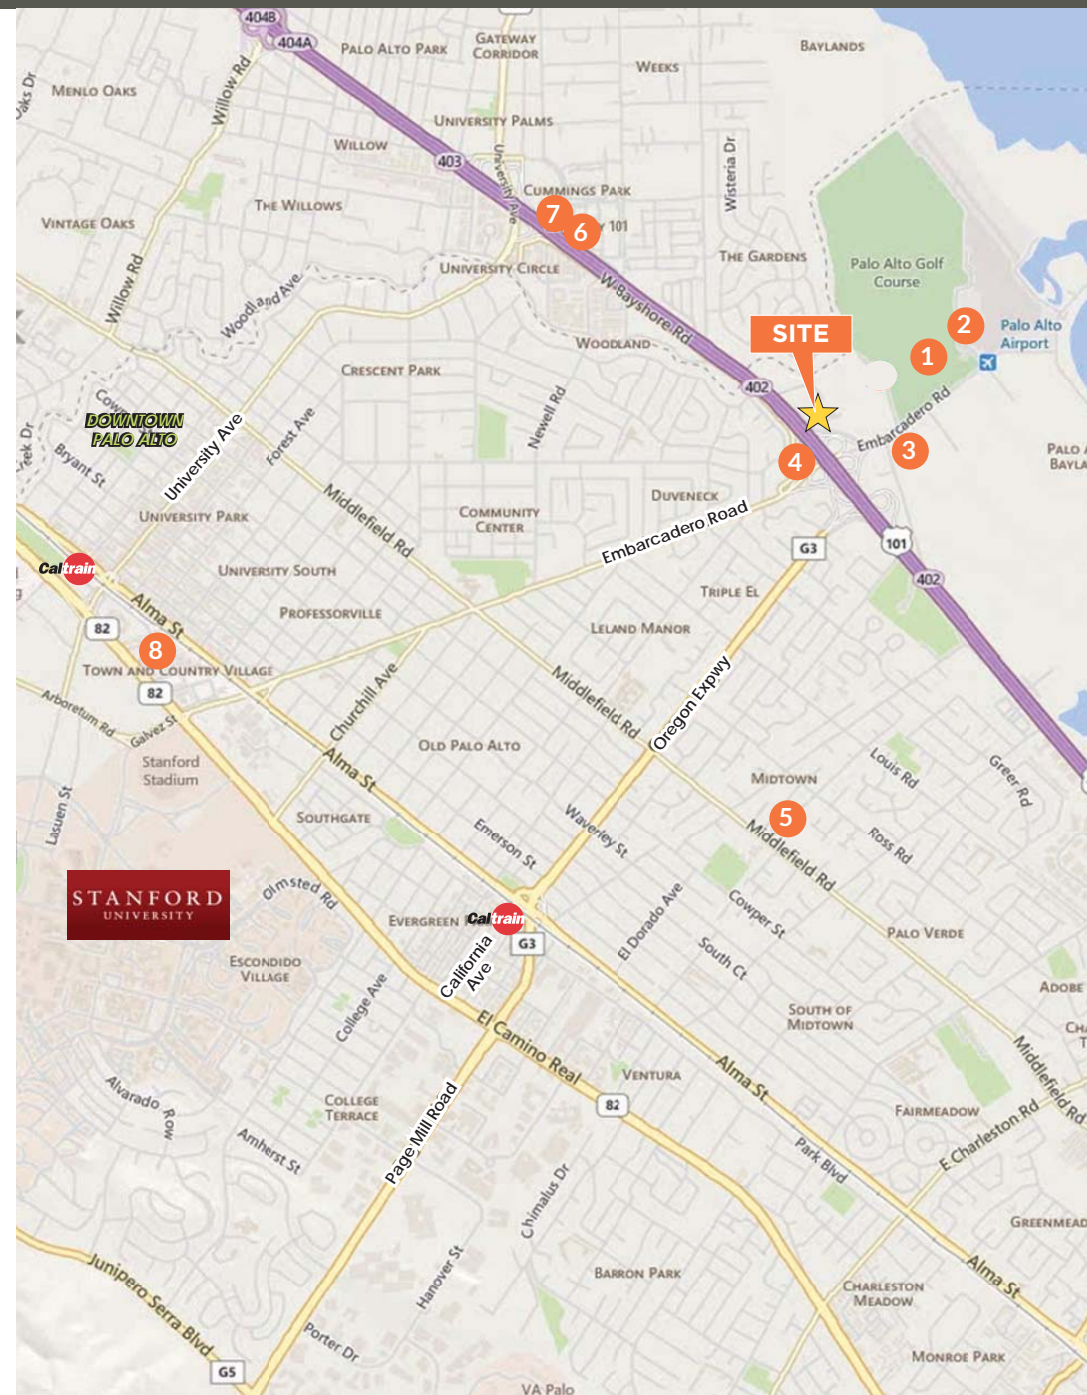 404B
404A
PALO ALTO PARK
GATEWAY
CORRIDOR
WEEKS
BAYLANDS
MENLO OAKS
Willow Rd
UNIVERSITY PALMS
WILLOW
403
University Ave
Wisteria Dr
CUMMINGS PARK
7
6
101
THE WILLOWS
VINTAGE OAKS
THE GARDENS
UNIVERSITY CIRCLE
Palo Alto Golf
Course
Willow Rd
Woodland Ave
W Bayshore Rd
SITE
2
Palo Alto
Airport
1
WOODLAND
CRESCENT PARK
402
DOWNTOWN
PALO ALTO
University Ave
Forest Ave
Newell Rd
Embarcadero Rd
3
4
Bryant St
Middlefield Rd
DUVENECK
COMMUNITY
CENTER
UNIVERSITY PARK
Embarcadero Road
G3
101
402
Caltrain
UNIVERSITY SOUTH
TRIPLE EL
Alma St
PROFESSORVILLE
LELAND MANOR
82
8
TOWN AND COUNTRY VILLAGE
82
Arboretum Rd
Galvez St
Churchill Ave
Middlefield Rd
Oregon Expwy
OLD PALO ALTO
Stanford
Stadium
Alma St
MIDTOWN
Louis Rd
Greer Rd
Lasuen St
SOUTHGATE
Emerson St
Waverley St
5
Middlefield Rd
Ross Rd
STANFORD
UNIVERSITY
Olmsted Rd
EVERGREEN
Caltrain
G3
California
Ave
El Dorado Ave
Cowper St
South Ct
PALO VERDE
ESCONDIDO
VILLAGE
College Ave
ADOBE
SOUTH OF
MIDTOWN
El Camino Real
Alma St
Middlefield Rd
VENTURA
82
Alvarado Row
COLLEGE
TERRACE
Page Mill Road
FAIRMEADOW
E Charleston Rd
Amherst St
Park Blvd
Chimalus Dr
GREENMEAD
Junipero Serra Blvd
Hanover St
BARRON PARK
Alma St
CHARLESTON
MEADOW
Porter Dr
G5
MONROE PARK
VA Palo